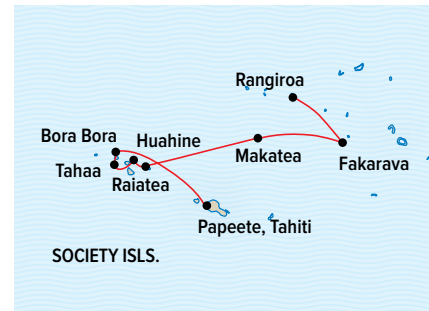 Rangiroa
Bora Bora
Huahine
Makatea
Fakarava
Tahaa
Raiatea
Papeete, Tahiti
SOCIETY ISLS.